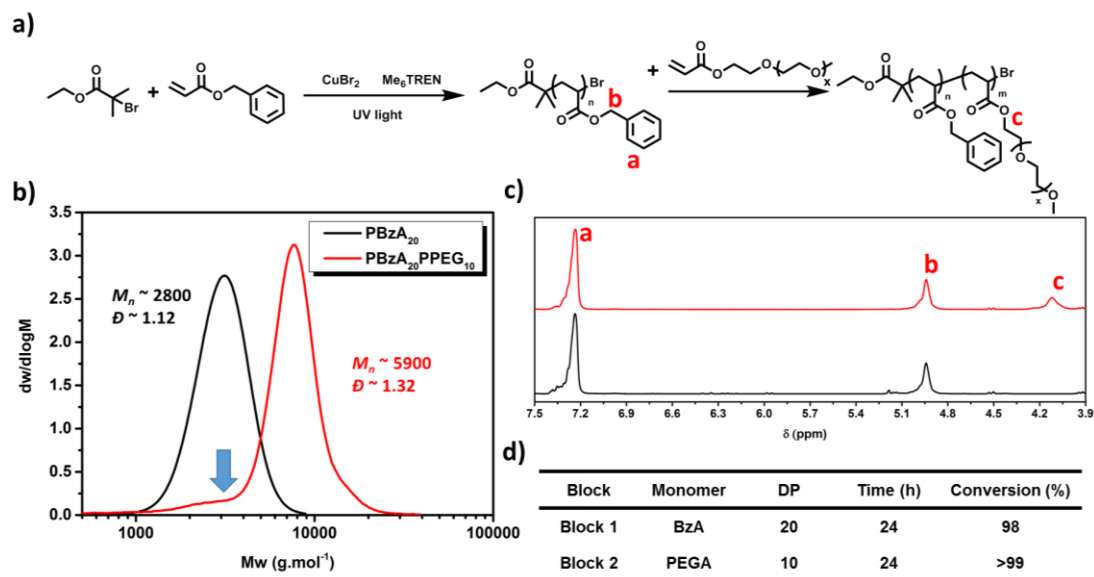 a)
O
O
Br
+
O
O
CuBr₂ Me₆TREN
UV light
O
O
Br
n
O
O
b
a
+
O
O
O
O
x
O
O
Br
n
m
O
O
O
O
c
O
O
x
O
b)
3.5
3.0
2.5
2.0
1.5
1.0
0.5
0.0
dw/dlogM
PBzA₂₀
PBzA₂₀PPEG₁₀
Mₙ ~ 2800
Đ ~ 1.12
Mₙ ~ 5900
Đ ~ 1.32
1000 10000 100000
Mw (g.mol⁻¹)
c)
a
b
c
7.5 7.2 6.9 6.6 6.3 6.0 5.7 5.4 5.1 4.8 4.5 4.2 3.9
δ (ppm)
d)
Block Monomer DP Time (h) Conversion (%)
Block 1 BzA 20 24 98
Block 2 PEGA 10 24 >99